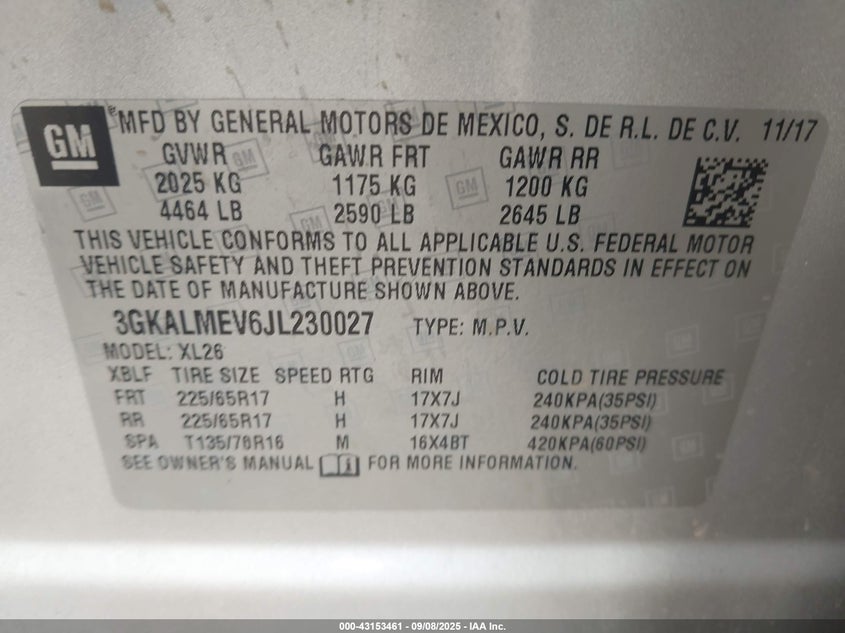 GM
® MFD BY GENERAL MOTORS DE MEXICO, S. DE R.L. DE C.V. 11/17
GVWR GAWR FRT GAWR RR
2025 KG 1175 KG 1200 KG
4464 LB 2590 LB 2645 LB
THIS VEHICLE CONFORMS TO ALL APPLICABLE U.S. FEDERAL MOTOR
VEHICLE SAFETY AND THEFT PREVENTION STANDARDS IN EFFECT ON
THE DATE OF MANUFACTURE SHOWN ABOVE.
3GKALMEV6JL230027 TYPE: M.P.V.
MODEL: XL26
XBLF TIRE SIZE SPEED RTG RIM COLD TIRE PRESSURE
FRT 225/65R17 H 17X7J 240KPA(35PSI)
RR 225/65R17 H 17X7J 240KPA(35PSI)
SPA T135/70R16 M 16X4BT 420KPA(60PSI)
SEE OWNER'S MANUAL FOR MORE INFORMATION.
000-43153461 - 09/08/2025 - IAA Inc.